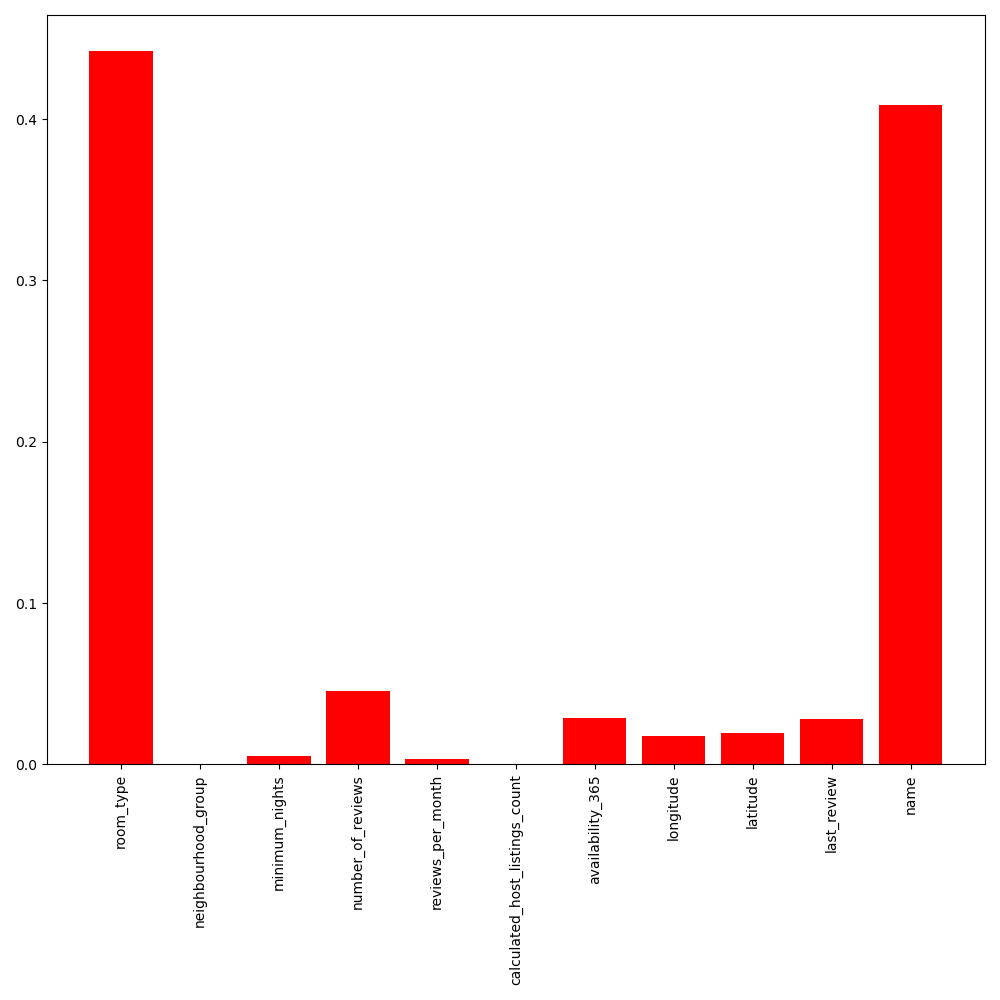 0.4
0.3
0.2
0.1
0.0
room_type
neighbourhood_group
minimum_nights
number_of_reviews
reviews_per_month
calculated_host_listings_count
availability_365
longitude
latitude
last_review
name